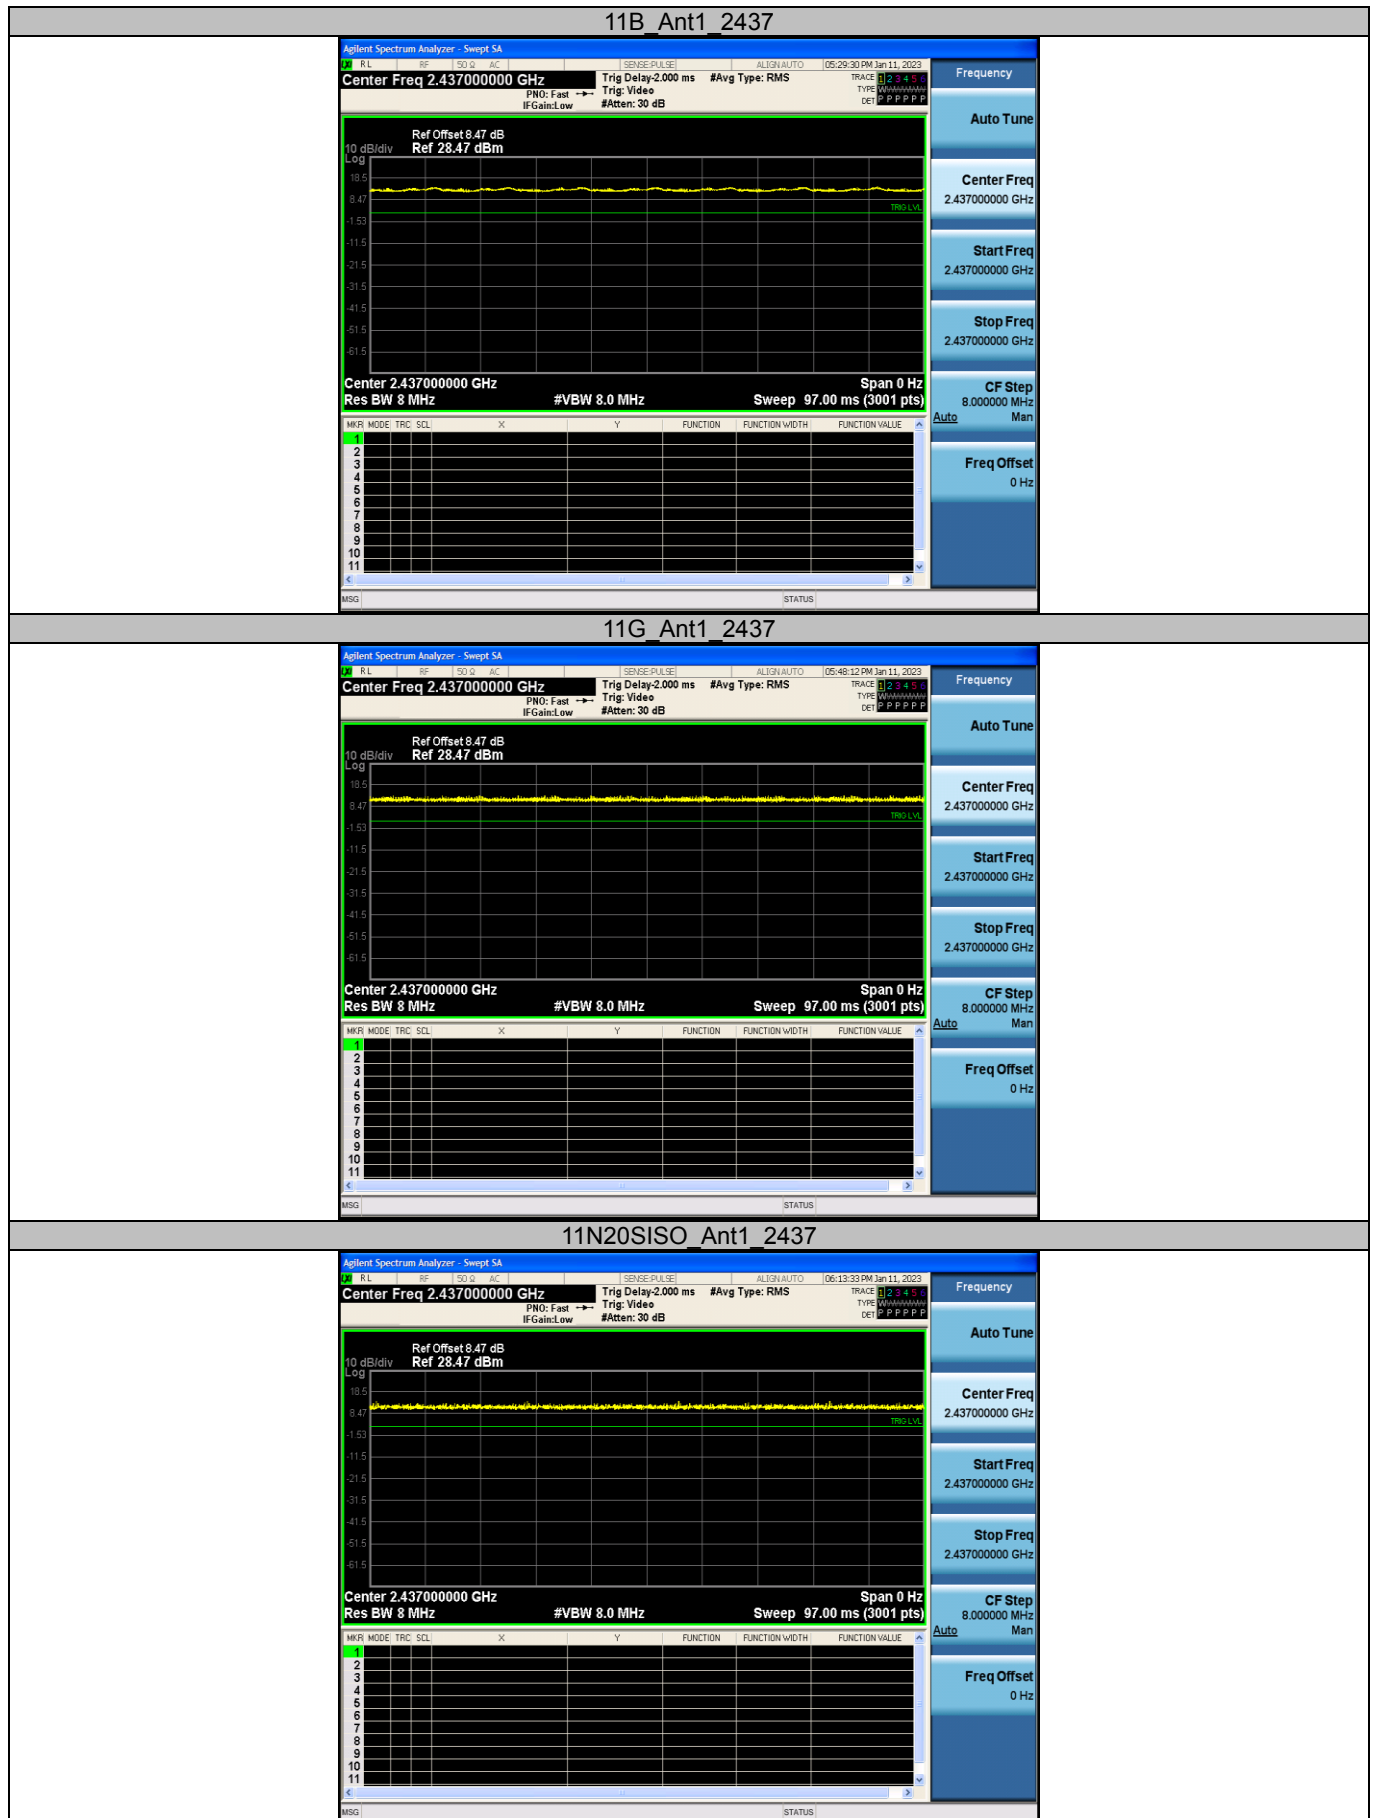 11B_Ant1_2437
Agilent Spectrum Analyzer - Swept SA
RL RF 50 Ω AC SENSE:PULSE ALIGN AUTO 05:29:30 PM Jan 11, 2023
Center Freq 2.437000000 GHz
PNO: Fast
IFGain:Low
Trig Delay-2.000 ms
Trig: Video
#Atten: 30 dB
#Avg Type: RMS
TRACE 1 2 3 4 5 6
TYPE
DET P P P P P P
Frequency
Ref Offset 8.47 dB
10 dB/div Ref 28.47 dBm
Log
18.5
8.47
TRIG LVL
-1.53
-11.5
-21.5
-31.5
-41.5
-51.5
-61.5
Center 2.437000000 GHz Span 0 Hz
Res BW 8 MHz #VBW 8.0 MHz Sweep 97.00 ms (3001 pts)
MKR MODE TRC SCL X Y FUNCTION FUNCTION WIDTH FUNCTION VALUE
1
2
3
4
5
6
7
8
9
10
11
MSG STATUS
Auto Tune
Center Freq
2.437000000 GHz
Start Freq
2.437000000 GHz
Stop Freq
2.437000000 GHz
CF Step
8.000000 MHz
Auto Man
Freq Offset
0 Hz
11G_Ant1_2437
Agilent Spectrum Analyzer - Swept SA
RL RF 50 Ω AC SENSE:PULSE ALIGN AUTO 05:48:12 PM Jan 11, 2023
Center Freq 2.437000000 GHz
PNO: Fast
IFGain:Low
Trig Delay-2.000 ms
Trig: Video
#Atten: 30 dB
#Avg Type: RMS
TRACE 1 2 3 4 5 6
TYPE
DET P P P P P P
Frequency
Ref Offset 8.47 dB
10 dB/div Ref 28.47 dBm
Log
18.5
8.47
TRIG LVL
-1.53
-11.5
-21.5
-31.5
-41.5
-51.5
-61.5
Center 2.437000000 GHz Span 0 Hz
Res BW 8 MHz #VBW 8.0 MHz Sweep 97.00 ms (3001 pts)
MKR MODE TRC SCL X Y FUNCTION FUNCTION WIDTH FUNCTION VALUE
1
2
3
4
5
6
7
8
9
10
11
MSG STATUS
Auto Tune
Center Freq
2.437000000 GHz
Start Freq
2.437000000 GHz
Stop Freq
2.437000000 GHz
CF Step
8.000000 MHz
Auto Man
Freq Offset
0 Hz
11N20SISO_Ant1_2437
Agilent Spectrum Analyzer - Swept SA
RL RF 50 Ω AC SENSE:PULSE ALIGN AUTO 06:13:33 PM Jan 11, 2023
Center Freq 2.437000000 GHz
PNO: Fast
IFGain:Low
Trig Delay-2.000 ms
Trig: Video
#Atten: 30 dB
#Avg Type: RMS
TRACE 1 2 3 4 5 6
TYPE
DET P P P P P P
Frequency
Ref Offset 8.47 dB
10 dB/div Ref 28.47 dBm
Log
18.5
8.47
TRIG LVL
-1.53
-11.5
-21.5
-31.5
-41.5
-51.5
-61.5
Center 2.437000000 GHz Span 0 Hz
Res BW 8 MHz #VBW 8.0 MHz Sweep 97.00 ms (3001 pts)
MKR MODE TRC SCL X Y FUNCTION FUNCTION WIDTH FUNCTION VALUE
1
2
3
4
5
6
7
8
9
10
11
MSG STATUS
Auto Tune
Center Freq
2.437000000 GHz
Start Freq
2.437000000 GHz
Stop Freq
2.437000000 GHz
CF Step
8.000000 MHz
Auto Man
Freq Offset
0 Hz